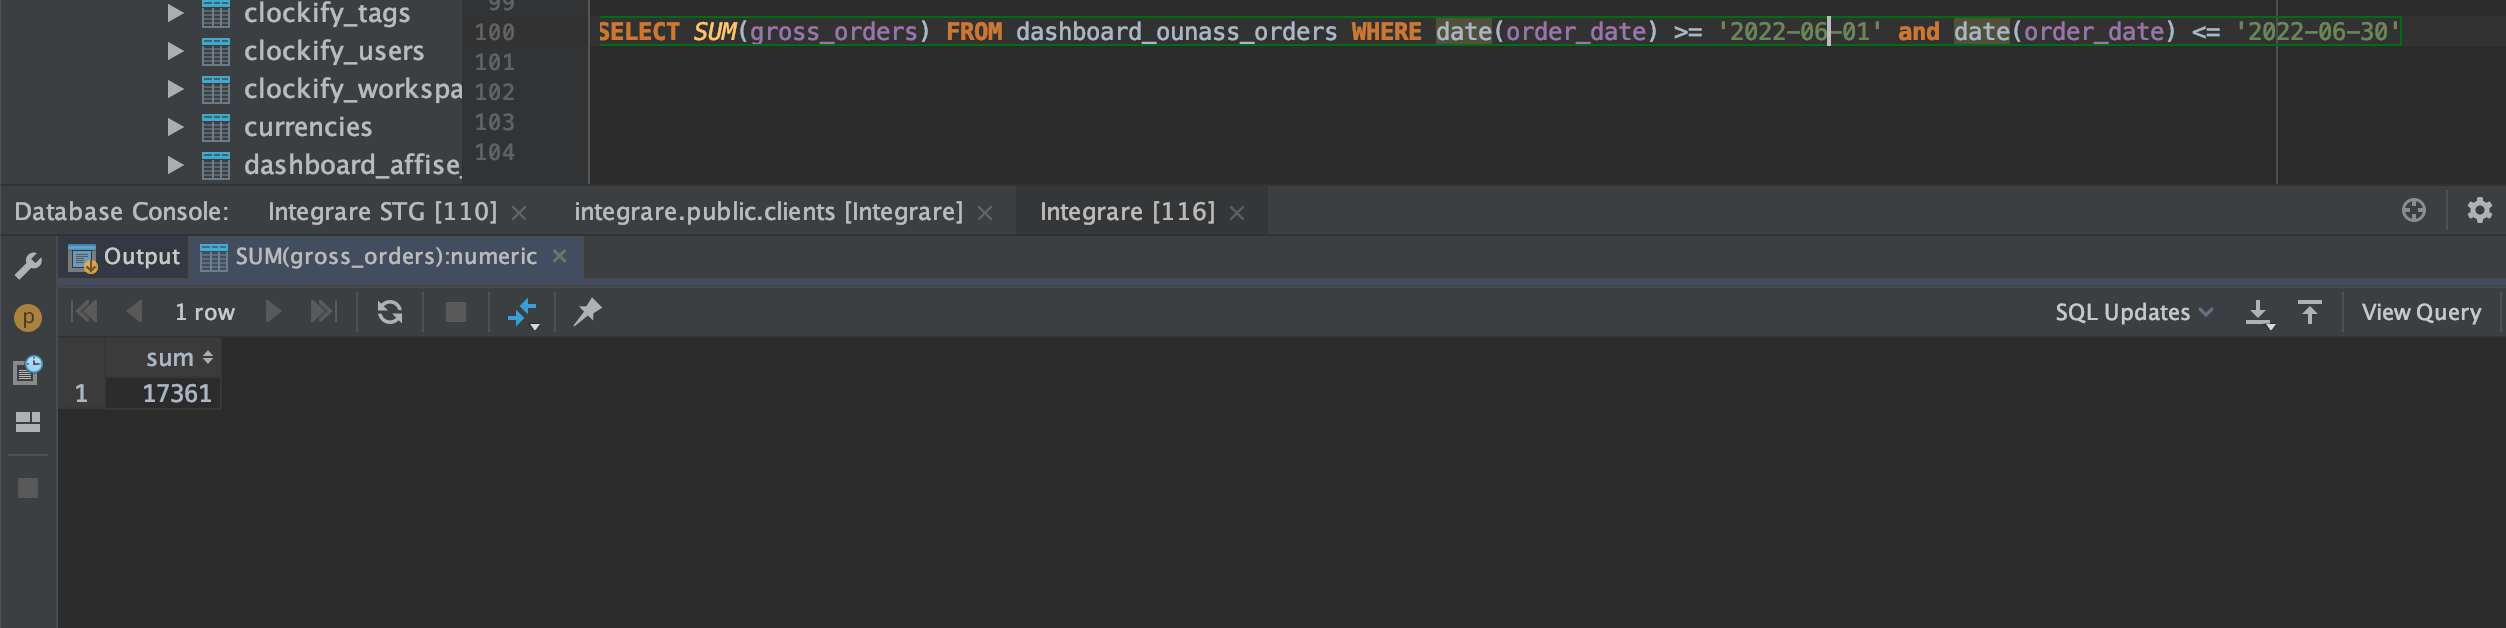 clockify_tags
clockify_users
clockify_workspa
currencies
dashboard_affise_
99
100 SELECT SUM(gross_orders) FROM dashboard_ounass_orders WHERE date(order_date) >= '2022-06-01' and date(order_date) <= '2022-06-30'
101
102
103
104
Database Console: Integrare STG [110] integrare.public.clients [Integrare] Integrare [116]
Output SUM(gross_orders):numeric
p
1 row SQL Updates View Query
sum
1 17361